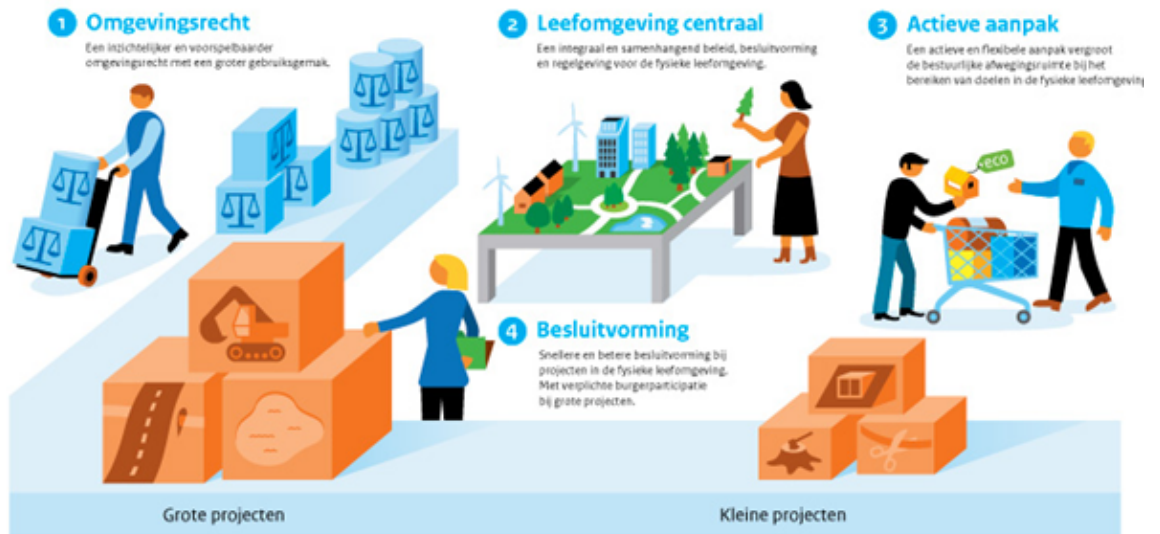 1 Omgevingsrecht
Een inzichtelijker en voorspelbaarder
omgevingsrecht met een groter gebruiksgemak.
2 Leefomgeving centraal
Een integraal en samenhangend beleid, besluitvorming
en regelgeving voor de fysieke leefomgeving.
3 Actieve aanpak
Een actieve en flexibele aanpak vergroot
de bestuurlijke afwegingsruimte bij het
bereiken van doelen in de fysieke leefomgeving
eco
4 Besluitvorming
Snellere en betere besluitvorming bij
projecten in de fysieke leefomgeving.
Met verplichte burgerparticipatie
bij grote projecten.
Grote projecten
Kleine projecten